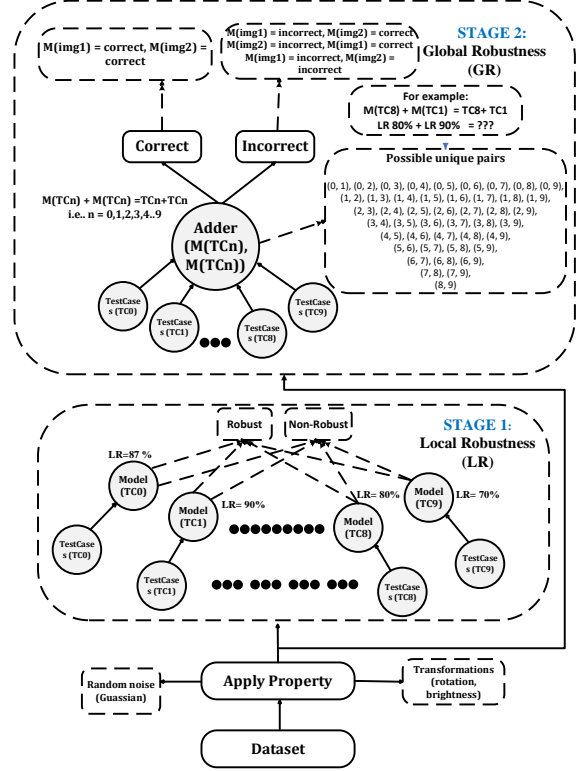 M(img1) = correct, M(img2) =
correct
M(img1) = incorrect, M(img2) = correct
M(img2) = incorrect, M(img1) = correct
M(img1) = incorrect, M(img2) =
incorrect
STAGE 2:
Global Robustness
(GR)
For example:
M(TC8) + M(TC1) = TC8+ TC1
LR 80% + LR 90% = ???
Correct
Incorrect
Possible unique pairs
(0, 1), (0, 2), (0, 3), (0, 4), (0, 5), (0, 6), (0, 7), (0, 8), (0, 9),
(1, 2), (1, 3), (1, 4), (1, 5), (1, 6), (1, 7), (1, 8), (1, 9),
(2, 3), (2, 4), (2, 5), (2, 6), (2, 7), (2, 8), (2, 9),
(3, 4), (3, 5), (3, 6), (3, 7), (3, 8), (3, 9),
(4, 5), (4, 6), (4, 7), (4, 8), (4, 9),
(5, 6), (5, 7), (5, 8), (5, 9),
(6, 7), (6, 8), (6, 9),
(7, 8), (7, 9),
(8, 9)
M(TCn) + M(TCn) =TCn+TCn
i.e.. n = 0,1,2,3,4..9
Adder
(M(TCn),
M(TCn))
TestCase
s (TC0)
TestCase
s (TC1)
TestCase
s (TC8)
TestCase
s (TC9)
STAGE 1:
Local Robustness
(LR)
Robust
Non-Robust
LR=87 %
Model
(TC0)
Model
(TC1)
LR= 90%
LR= 80%
Model
(TC8)
Model
(TC9)
LR= 70%
TestCase
s (TC0)
TestCase
s (TC1)
TestCase
s (TC8)
TestCase
s (TC9)
Random noise
(Guassian)
Apply Property
Transformations
(rotation,
brightness)
Dataset